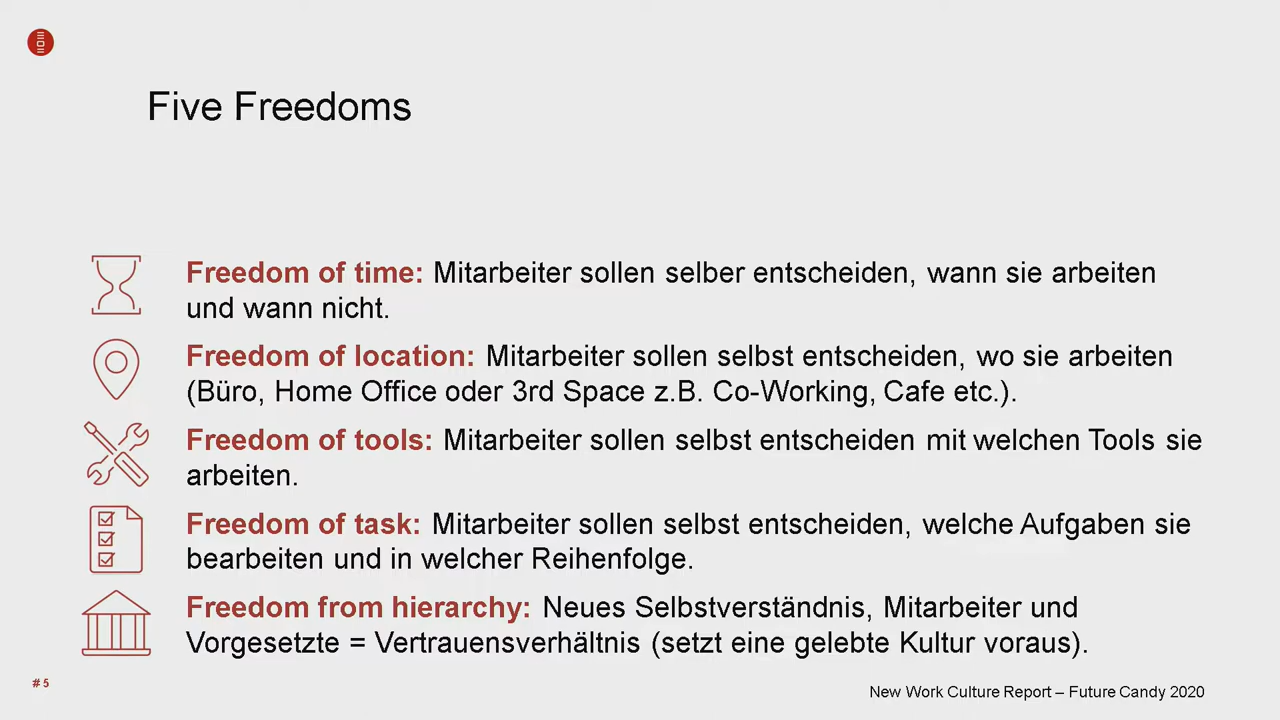 Five Freedoms
Freedom of time: Mitarbeiter sollen selber entscheiden, wann sie arbeiten
und wann nicht.
Freedom of location: Mitarbeiter sollen selbst entscheiden, wo sie arbeiten
(Büro, Home Office oder 3rd Space z.B. Co-Working, Cafe etc.).
Freedom of tools: Mitarbeiter sollen selbst entscheiden mit welchen Tools sie
arbeiten.
Freedom of task: Mitarbeiter sollen selbst entscheiden, welche Aufgaben sie
bearbeiten und in welcher Reihenfolge.
Freedom from hierarchy: Neues Selbstverständnis, Mitarbeiter und
Vorgesetzte = Vertrauensverhältnis (setzt eine gelebte Kultur voraus).
# 5
New Work Culture Report – Future Candy 2020